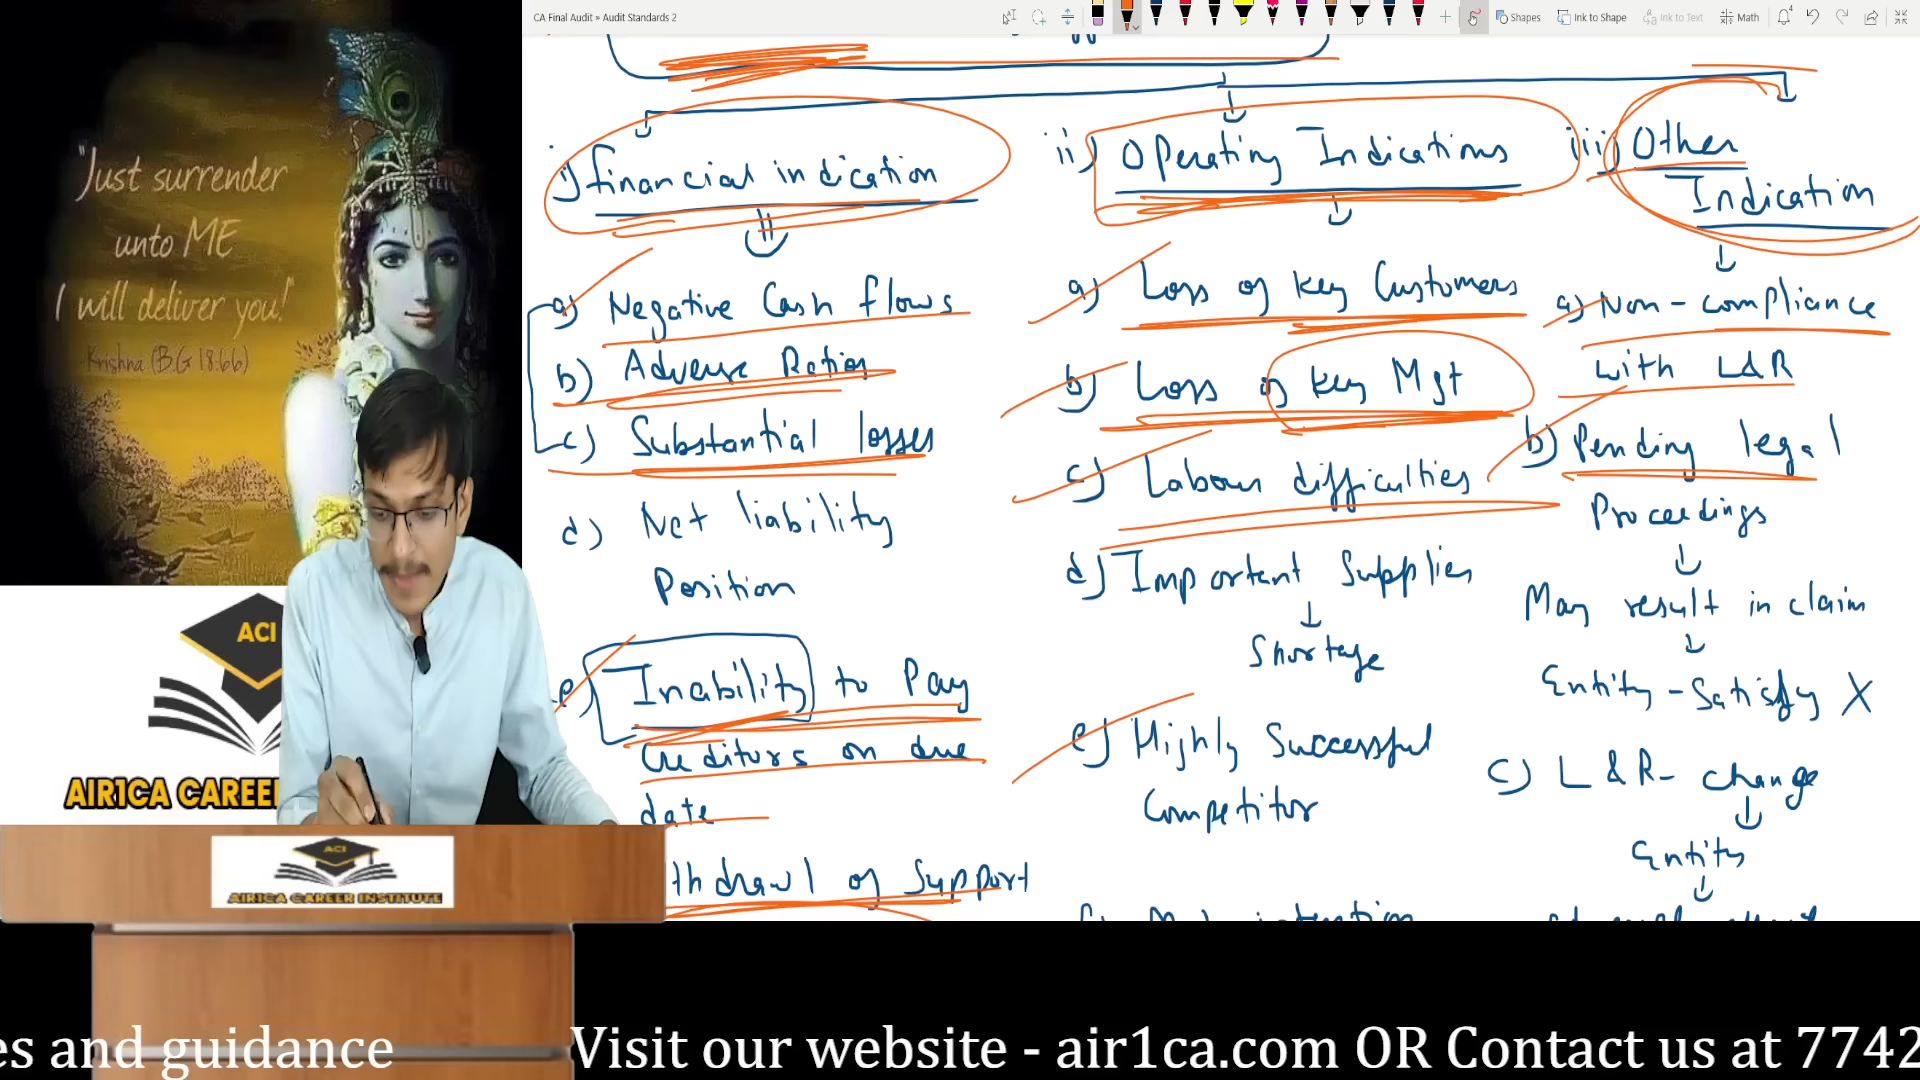 CA Final Audit » Audit Standards 2
Shapes
Ink to Shape
Ink to Text
Math
"Just surrender
unto ME
I will deliver you!"
Krishna (B.G 18:66)
i) financial indication
a) Negative Cash flows
b) Adverse Ratios
c) Substantial losses
d) Net liability
Position
e) Inability to Pay
Creditors on due
date
thdrawl of Support
ii) Operating Indications
a) Loss of key Customers
b) Loss of key Mgt
c) Labour difficulties
d) Important Supplies
Shortage
e) Highly Successful
Competitor
iii) Other
Indication
a) Non-compliance
with L&R
b) Pending legal
Proceedings
May result in claim
Entity - Satisfy X
c) L & R - change
Entity
ACI
AIR1CA CAREE
ACI
AIR1CA CAREER INSTITUTE
es and guidance
Visit our website - air1ca.com OR Contact us at 7742